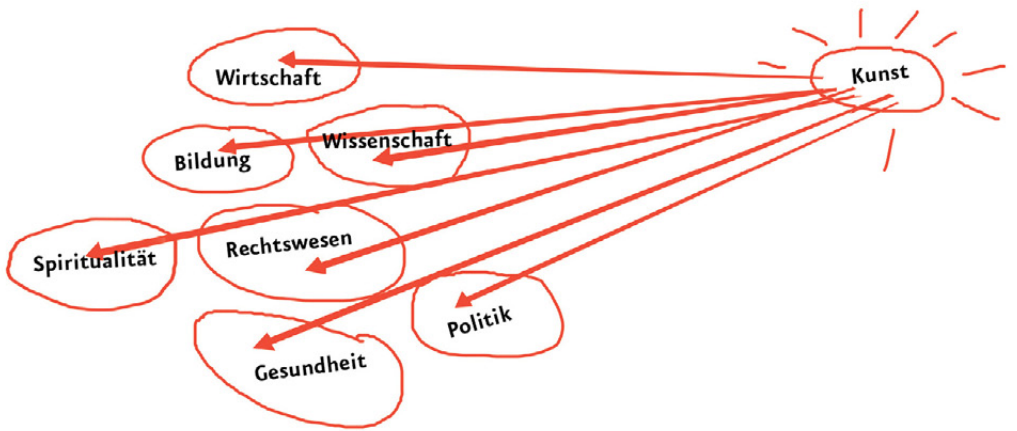 Kunst
Wirtschaft
Wissenschaft
Bildung
Rechtswesen
Spiritualität
Politik
Gesundheit